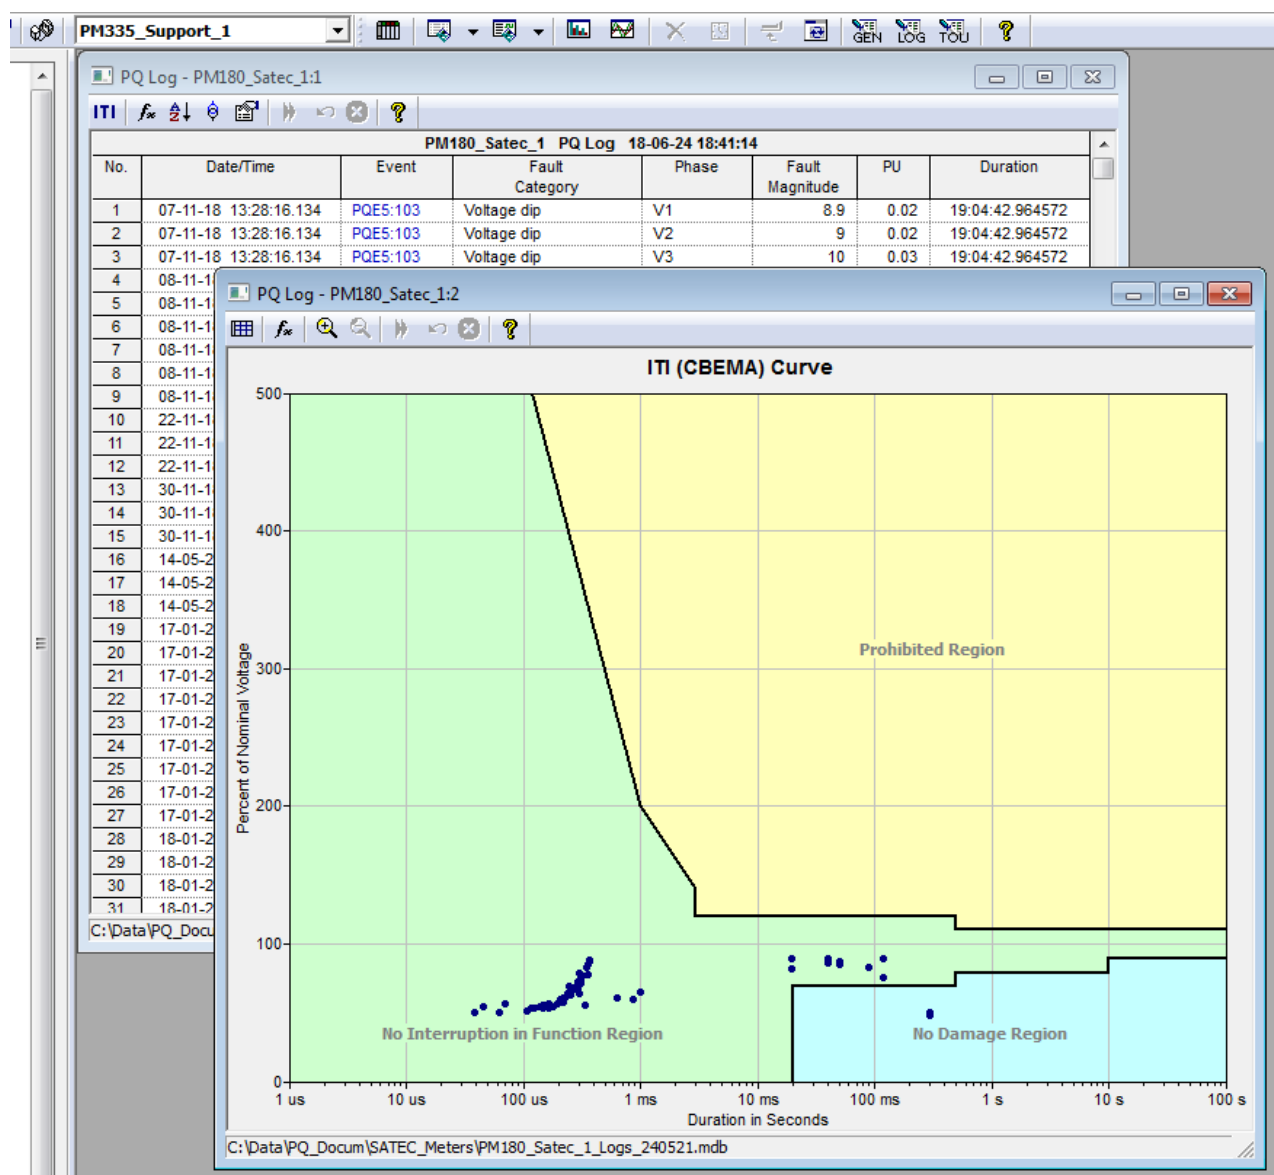 PM335_Support_1
GEN LOG TOU
PQ Log - PM180_Satec_1:1
ITI
PM180_Satec_1 PQ Log 18-06-24 18:41:14
No. Date/Time Event Fault Category Phase Fault Magnitude PU Duration
1 07-11-18 13:28:16.134 PQE5:103 Voltage dip V1 8.9 0.02 19:04:42.964572
2 07-11-18 13:28:16.134 PQE5:103 Voltage dip V2 9 0.02 19:04:42.964572
3 07-11-18 13:28:16.134 PQE5:103 Voltage dip V3 10 0.03 19:04:42.964572
4 08-11-1
5 08-11-1
6 08-11-1
7 08-11-1
8 08-11-1
9 08-11-1
10 22-11-1
11 22-11-1
12 22-11-1
13 30-11-18
14 30-11-1
15 30-11-18
16 14-05-2
17 14-05-2
18 14-05-2
19 17-01-2
20 17-01-2
21 17-01-2
22 17-01-2
23 17-01-2
24 17-01-2
25 17-01-2
26 17-01-2
27 17-01-2
28 18-01-2
29 18-01-2
30 18-01-2
31 18-01-2
C:\Data\PQ_Docu
PQ Log - PM180_Satec_1:2
ITI (CBEMA) Curve
500
400
300
200
100
0
Percent of Nominal Voltage
Prohibited Region
No Interruption in Function Region
No Damage Region
1 us 10 us 100 us 1 ms 10 ms 100 ms 1 s 10 s 100 s
Duration in Seconds
C:\Data\PQ_Docum\SATEC_Meters\PM180_Satec_1_Logs_240521.mdb